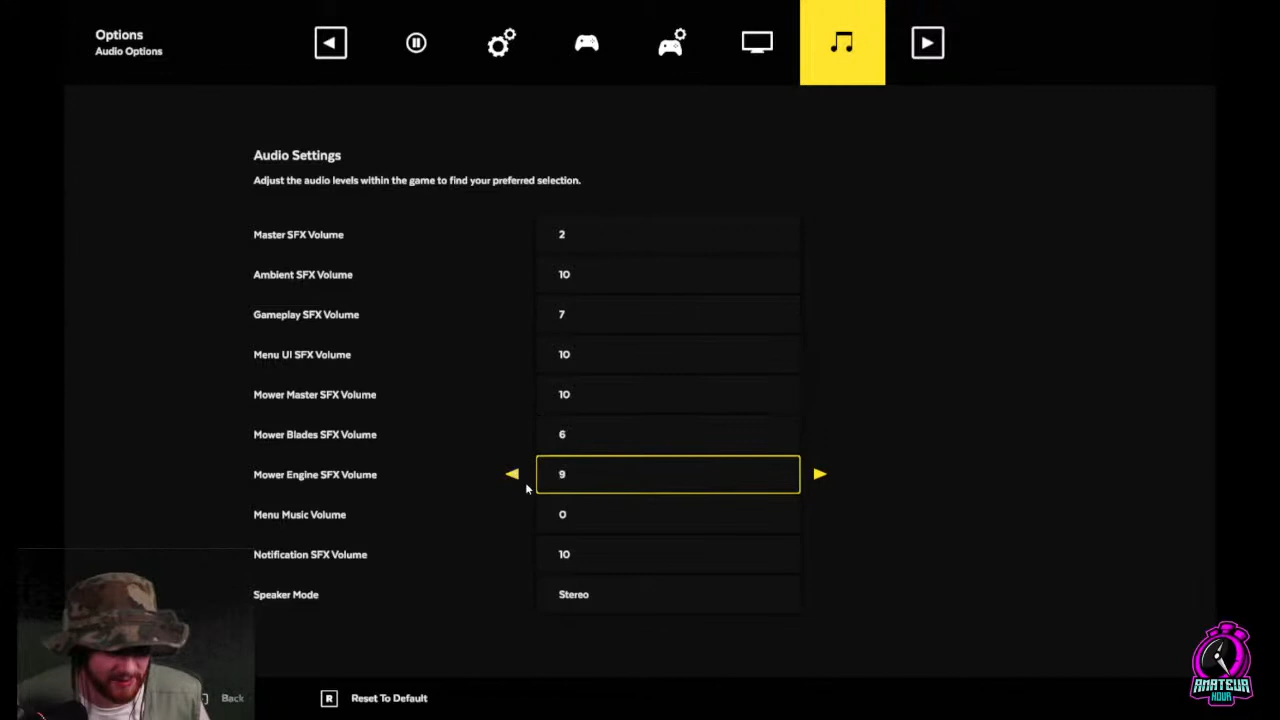 Options
Audio Options
Audio Settings
Adjust the audio levels within the game to find your preferred selection.
Master SFX Volume 2
Ambient SFX Volume 10
Gameplay SFX Volume 7
Menu UI SFX Volume 10
Mower Master SFX Volume 10
Mower Blades SFX Volume 6
Mower Engine SFX Volume 9
Menu Music Volume 0
Notification SFX Volume 10
Speaker Mode Stereo
Back
R Reset To Default
AMATEUR
HOUR